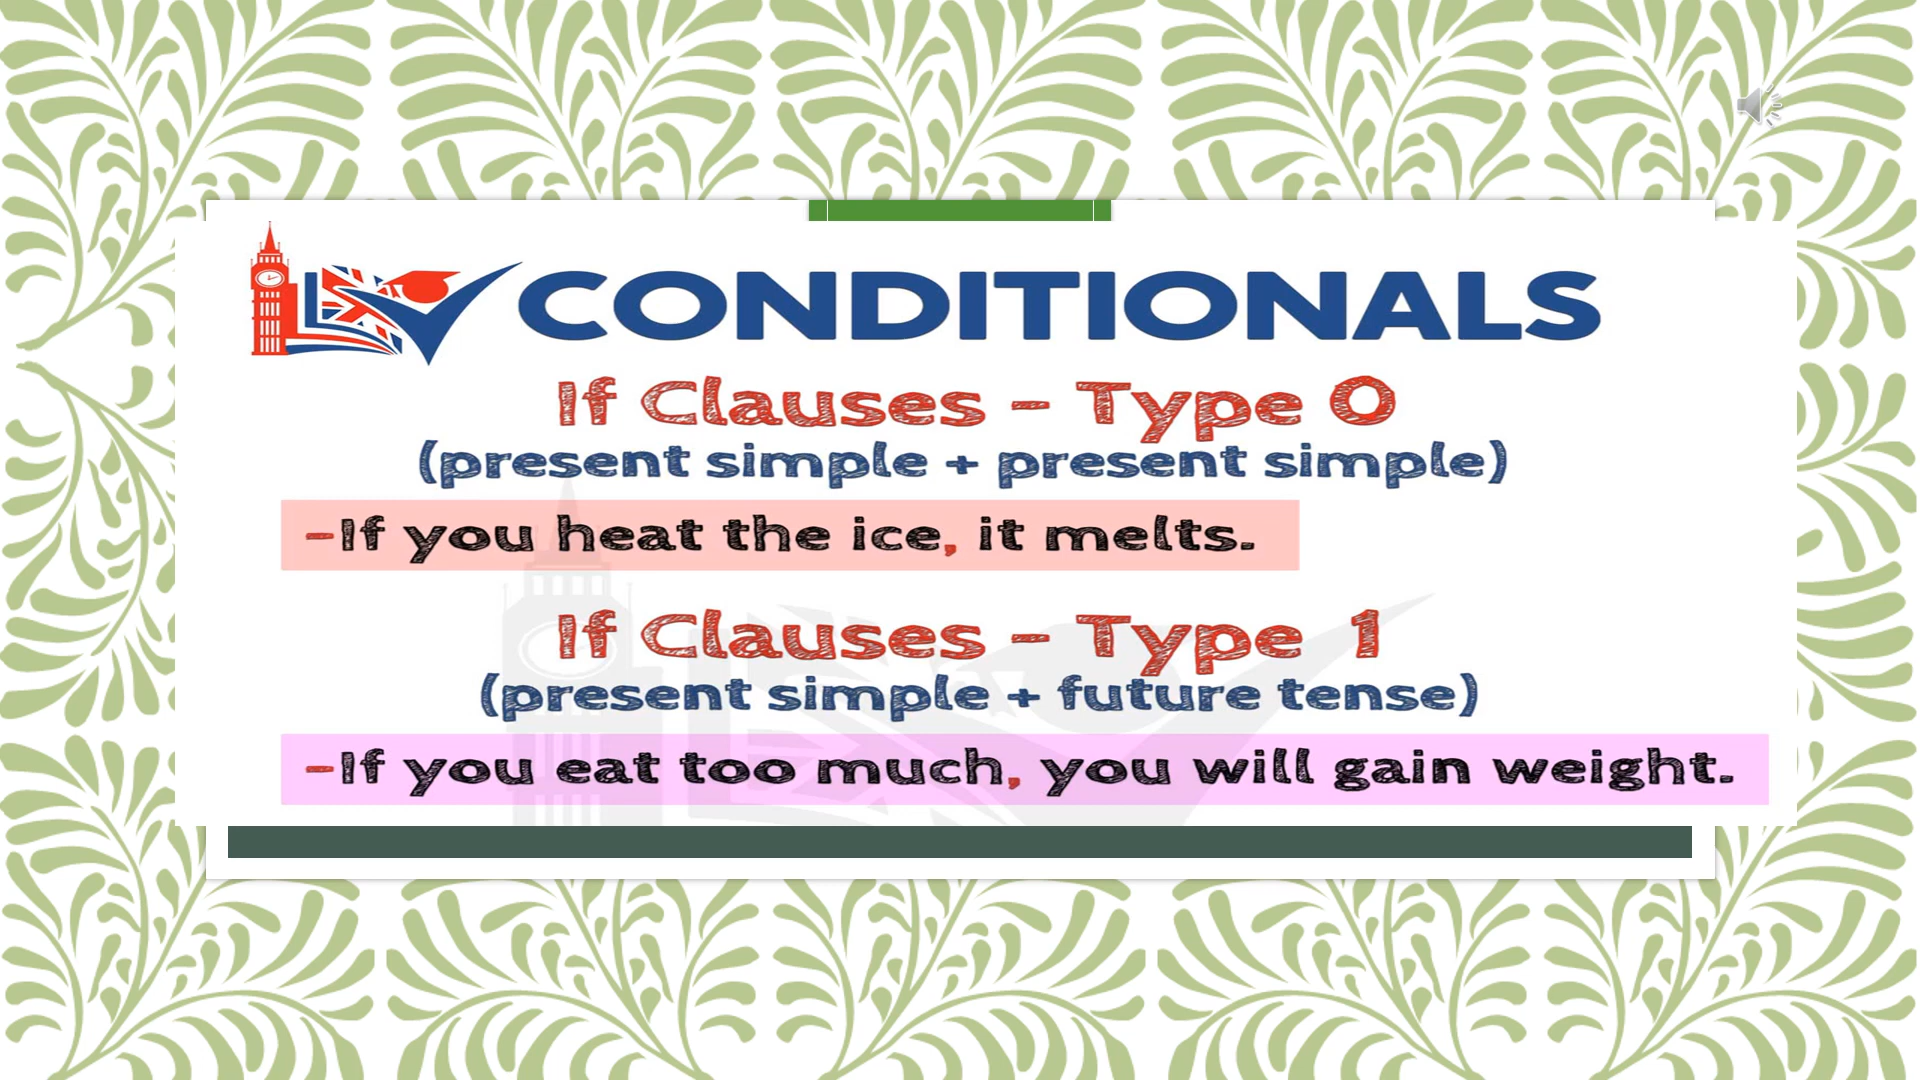 CONDITIONALS
If Clauses - Type 0
(present simple + present simple)
-If you heat the ice, it melts.
If Clauses - Type 1
(present simple + future tense)
-If you eat too much, you will gain weight.